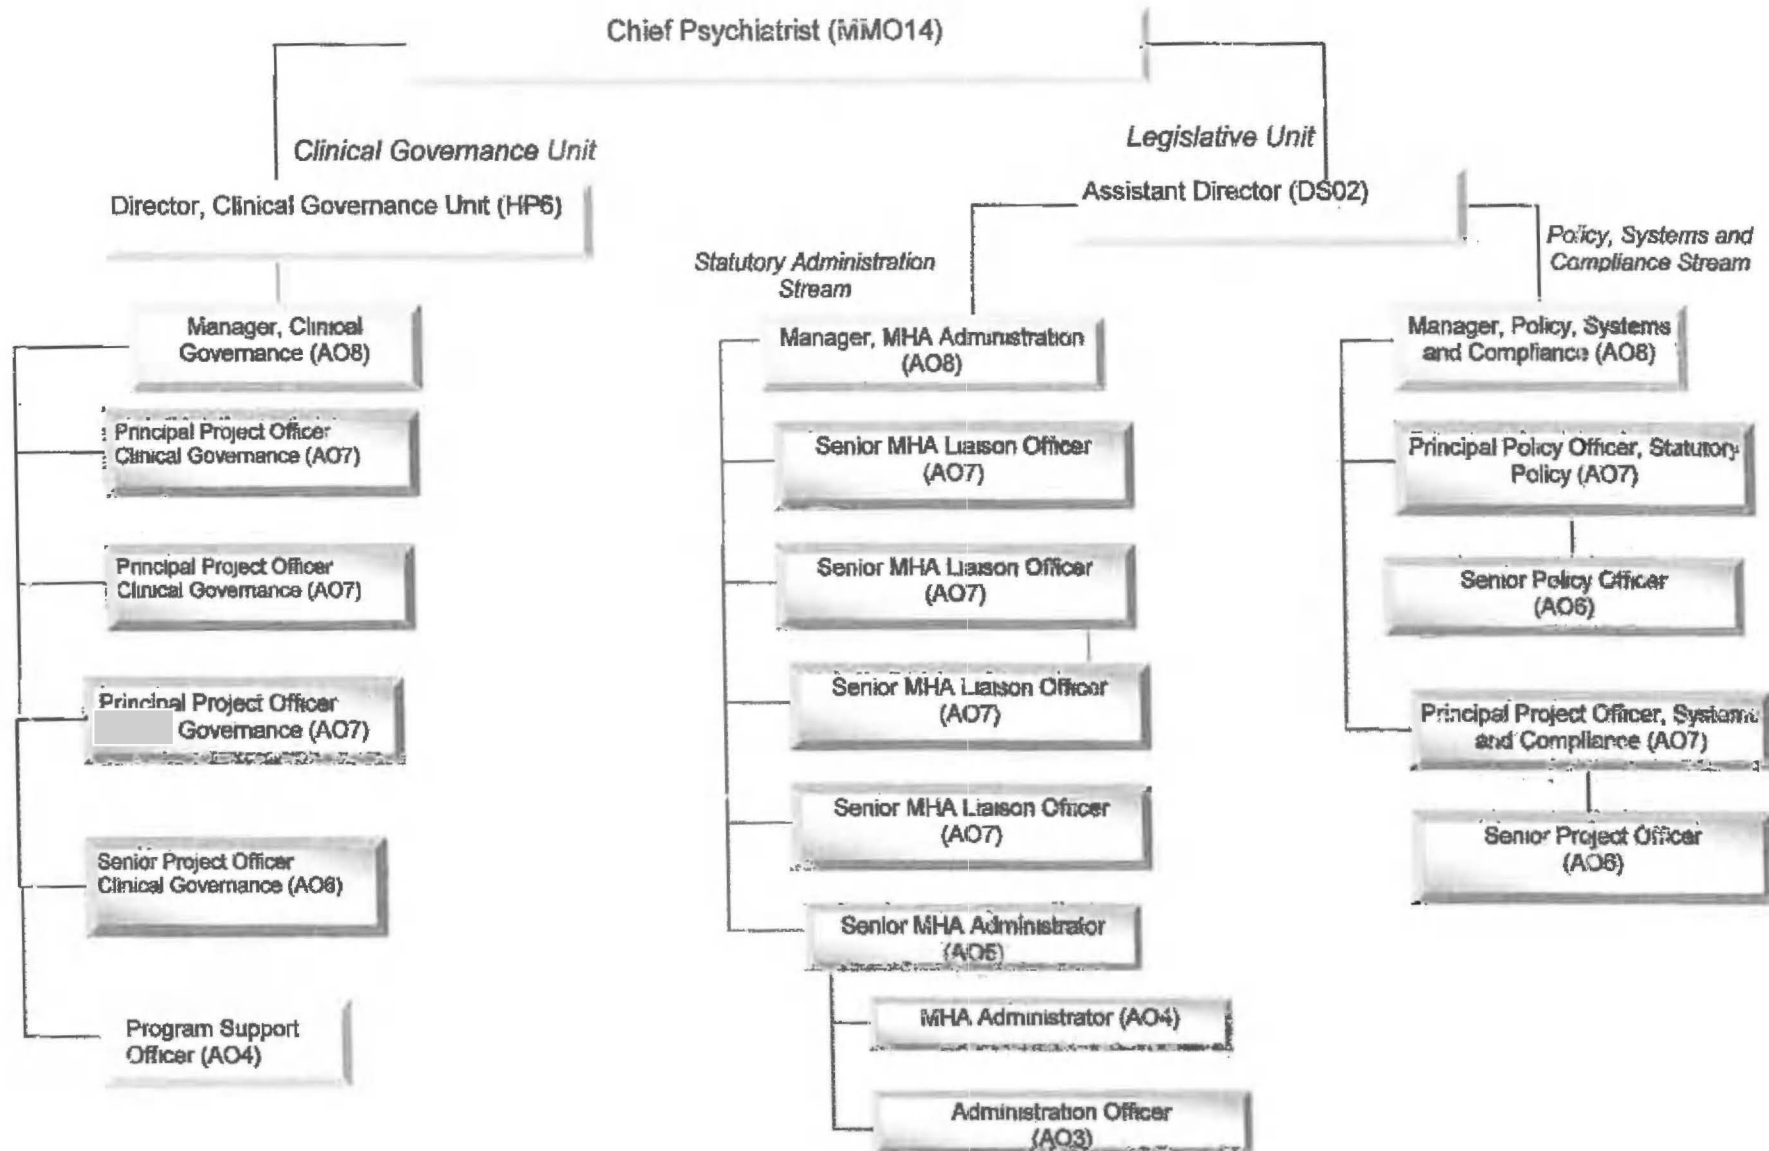 Chief Psychiatrist (MMO14)
Clinical Governance Unit
Director, Clinical Governance Unit (HP6)
Manager, Clinical
Governance (AO8)
Principal Project Officer
Clinical Governance (AO7)
Principal Project Officer
Clinical Governance (AO7)
Principal Project Officer
Governance (AO7)
Senior Project Officer
Clinical Governance (AO6)
Program Support
Officer (AO4)
Legislative Unit
Assistant Director (DS02)
Statutory Administration
Stream
Manager, MHA Administration
(AO8)
Senior MHA Liaison Officer
(AO7)
Senior MHA Liaison Officer
(AO7)
Senior MHA Liaison Officer
(AO7)
Senior MHA Liaison Officer
(AO7)
Senior MHA Administrator
(AO5)
MHA Administrator (AO4)
Administration Officer
(AO3)
Policy, Systems and
Compliance Stream
Manager, Policy, Systems
and Compliance (AO8)
Principal Policy Officer, Statutory
Policy (AO7)
Senior Policy Officer
(AO6)
Principal Project Officer, Systems
and Compliance (AO7)
Senior Project Officer
(AO6)